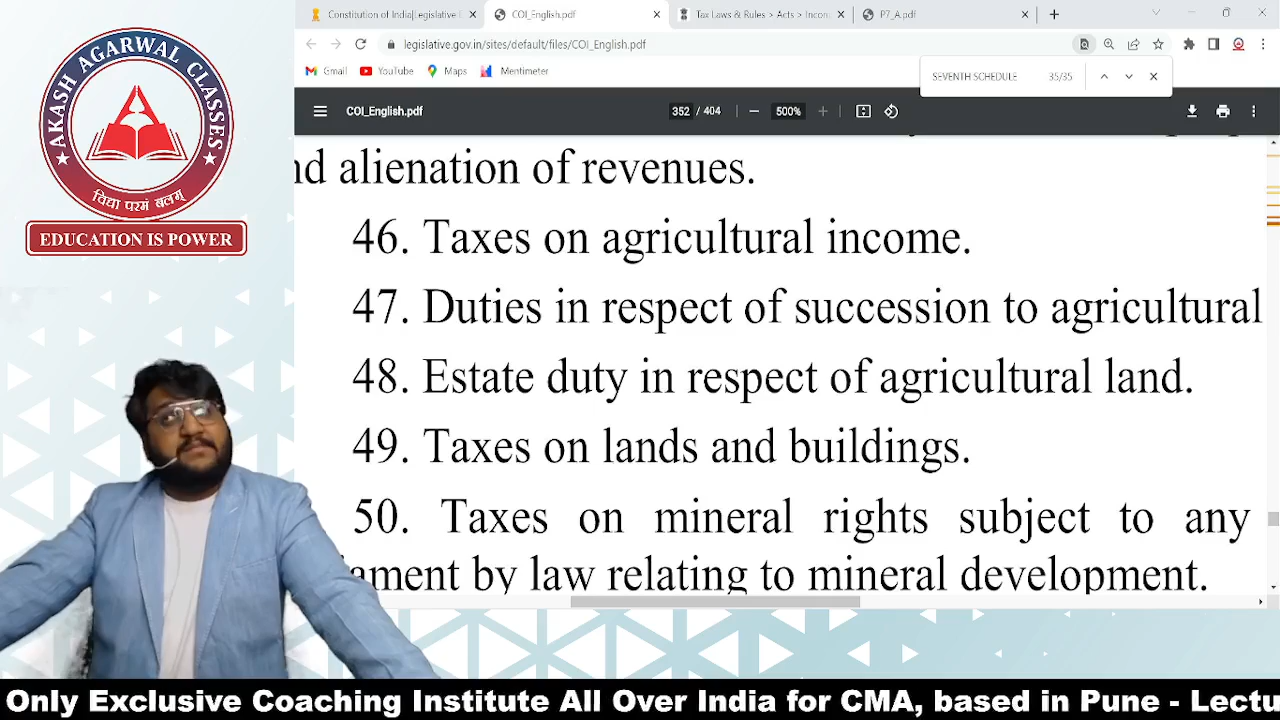 AKASH AGARWAL CLASSES
विद्या परमं बलम्
EDUCATION IS POWER
Constitution of India|Legislative
COI_English.pdf
Tax Laws & Rules > Acts > Incom
P7_A.pdf
legislative.gov.in/sites/default/files/COI_English.pdf
Gmail YouTube Maps Mentimeter
SEVENTH SCHEDULE 35/35
COI_English.pdf 352 / 404 500%
nd alienation of revenues.
46. Taxes on agricultural income.
47. Duties in respect of succession to agricultural
48. Estate duty in respect of agricultural land.
49. Taxes on lands and buildings.
50. Taxes on mineral rights subject to any
iament by law relating to mineral development.
Only Exclusive Coaching Institute All Over India for CMA, based in Pune - Lectu